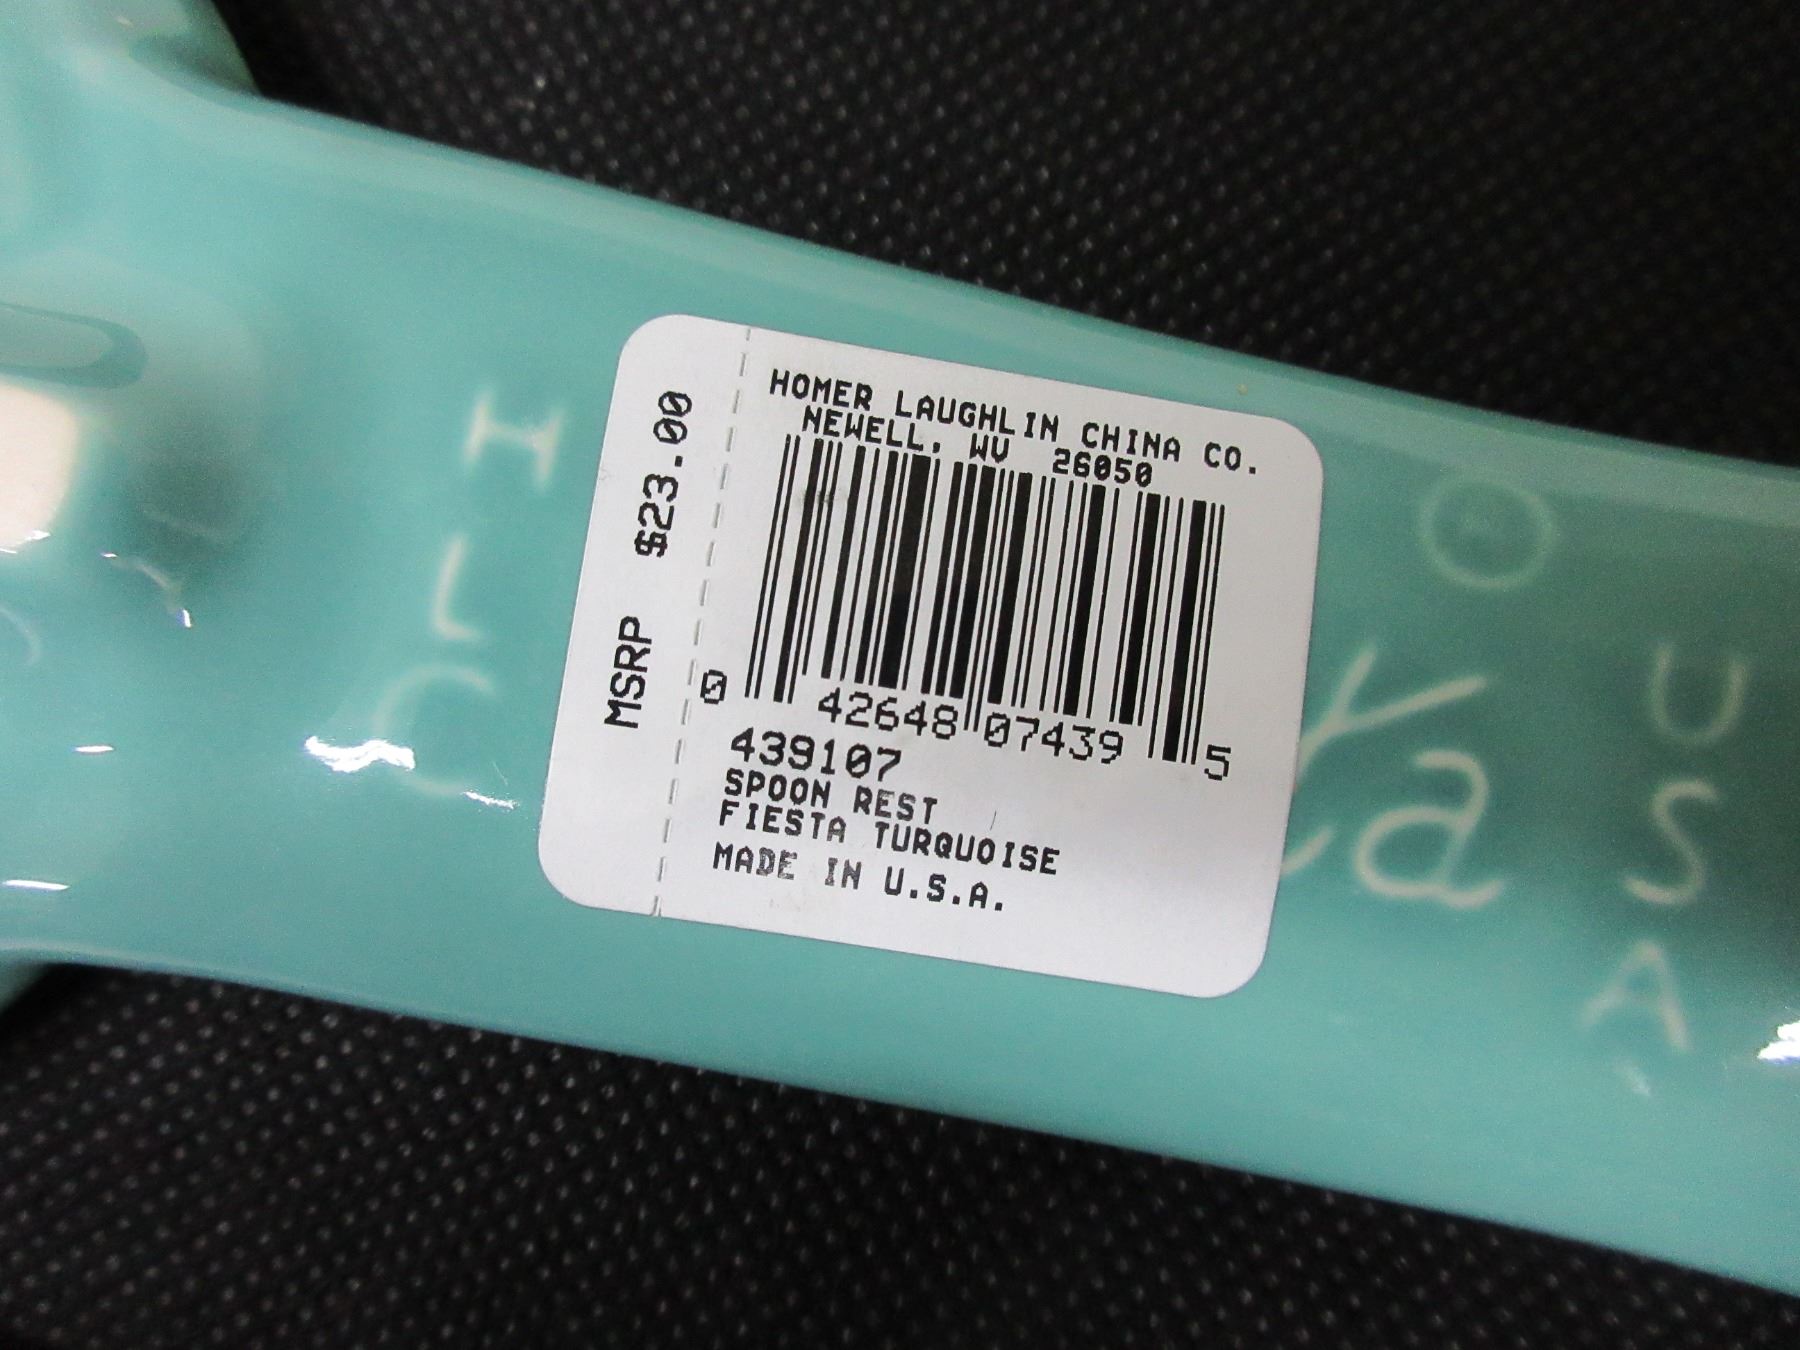 HOMER LAUGHLIN CHINA CO.
NEWELL, WV 26050
0 42648 07439 5
439107
SPOON REST
FIESTA TURQUOISE
MADE IN U.S.A.
MSRP $23.00
H
L
C
U
S
A